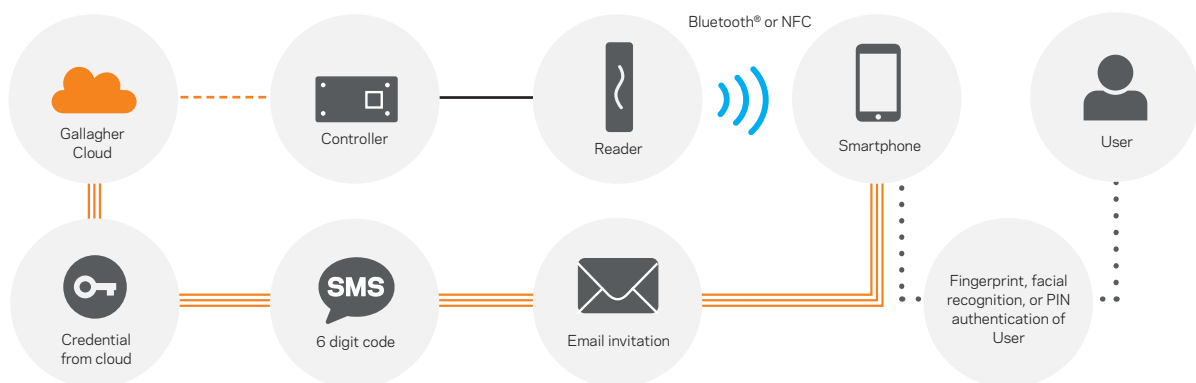 Bluetooth® or NFC
Gallagher
Cloud
Controller
Reader
Smartphone
User
Credential
from cloud
SMS
6 digit code
Email invitation
Fingerprint, facial
recognition, or PIN
authentication of
User